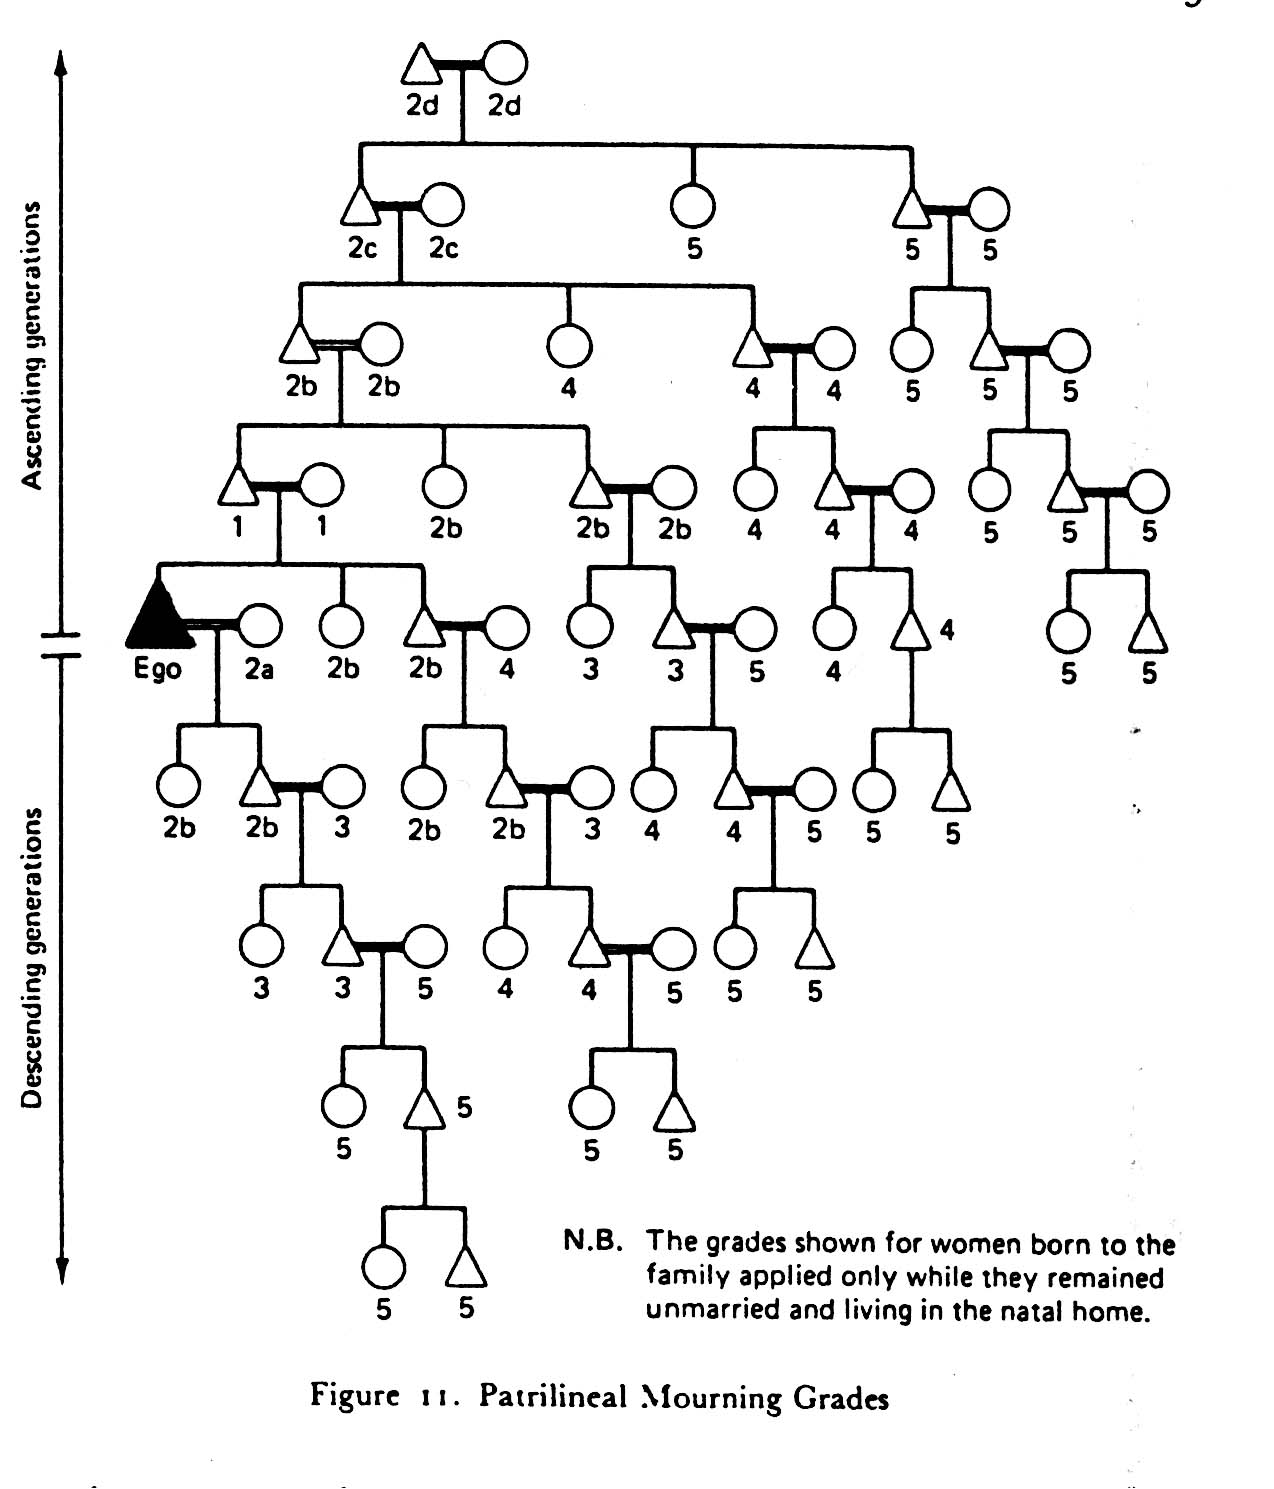 2d 2d
2c 2c 5 5 5
2b 2b 4 4 4 5 5 5
1 1 2b 2b 2b 4 4 4 5 5 5
Ego 2a 2b 2b 4 3 3 5 4 4 5 5
2b 2b 3 2b 2b 3 4 4 5 5 5
3 3 5 4 4 5 5 5
5 5 5 5
5 5
Ascending generations
Descending generations
N.B. The grades shown for women born to the
family applied only while they remained
unmarried and living in the natal home.
Figure 11. Patrilineal Mourning Grades